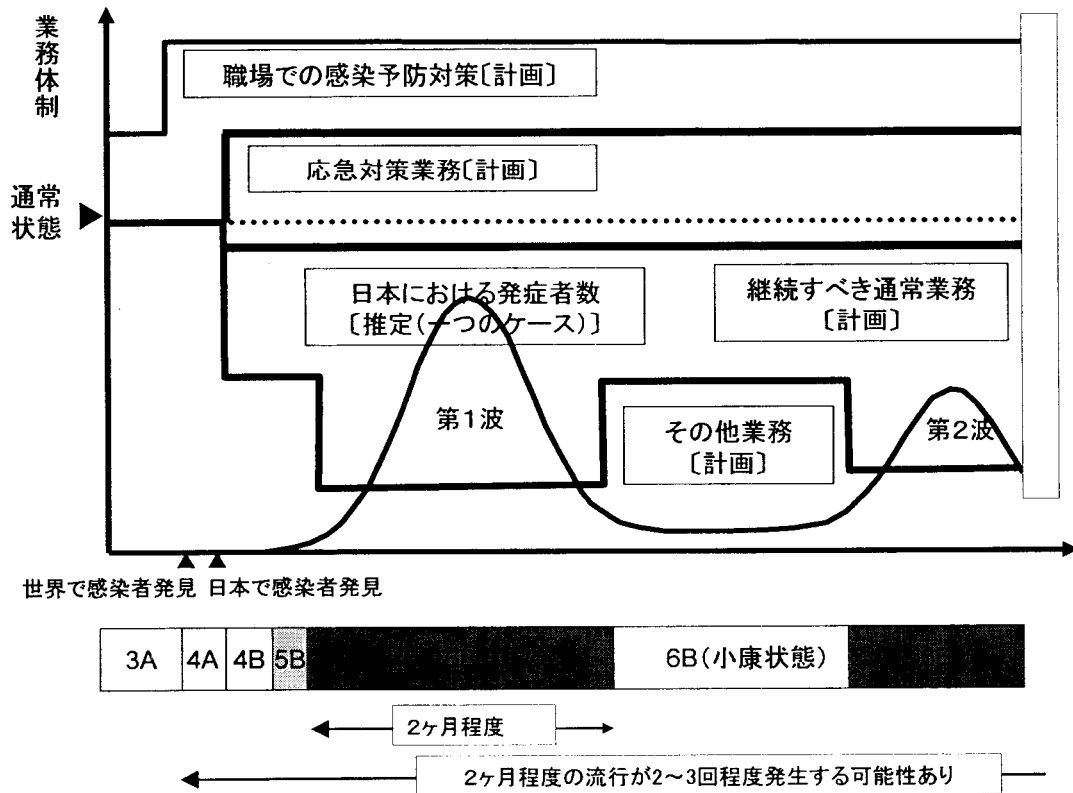 業務体制
職場での感染予防対策〔計画〕
応急対策業務〔計画〕
通常
状態
日本における発症者数
〔推定(一つのケース)〕
継続すべき通常業務
〔計画〕
第1波
その他業務
〔計画〕
第2波
世界で感染者発見 日本で感染者発見
3A 4A 4B 5B 6B(小康状態)
2ヶ月程度
2ヶ月程度の流行が2～3回程度発生する可能性あり